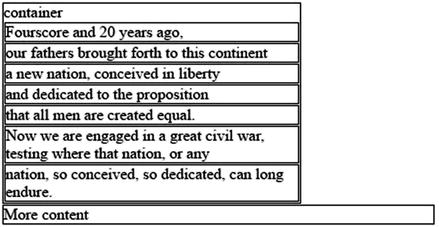 container
Fourscore and 20 years ago,
our fathers brought forth to this continent
a new nation, conceived in liberty
and dedicated to the proposition
that all men are created equal.
Now we are engaged in a great civil war,
testing where that nation, or any
nation, so conceived, so dedicated, can long
endure.
More content